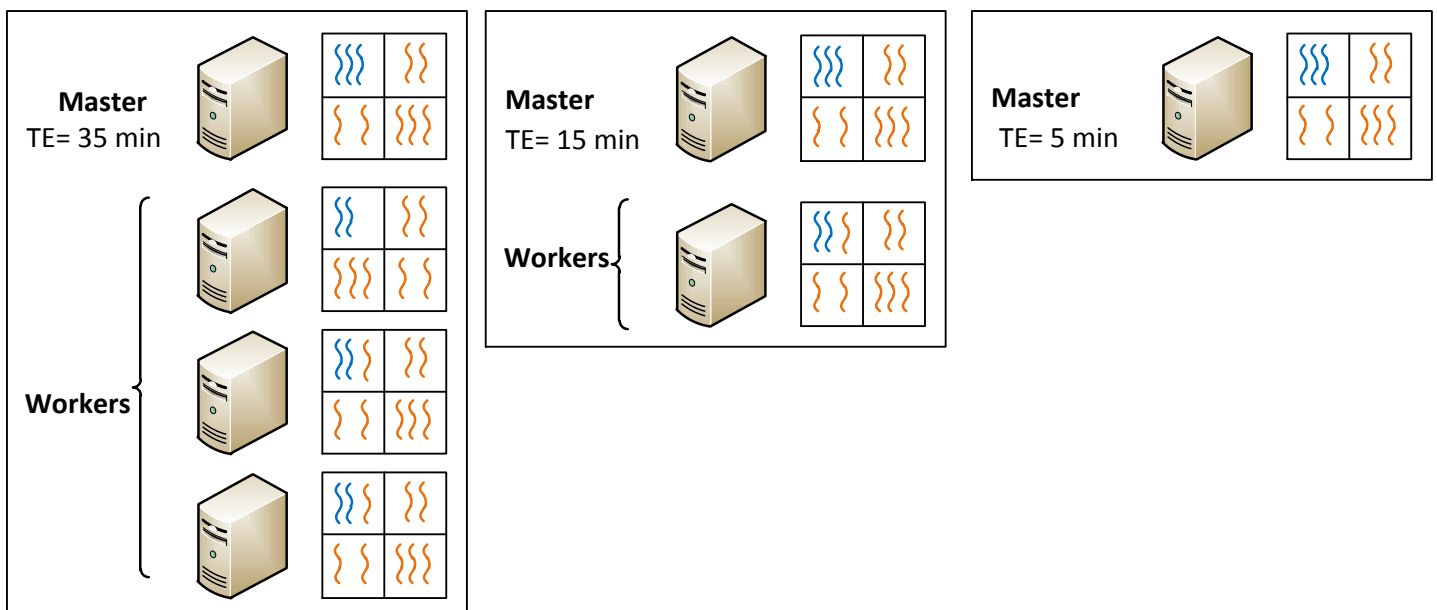 Master
TE= 35 min
Workers
Master
TE= 15 min
Workers
Master
TE= 5 min